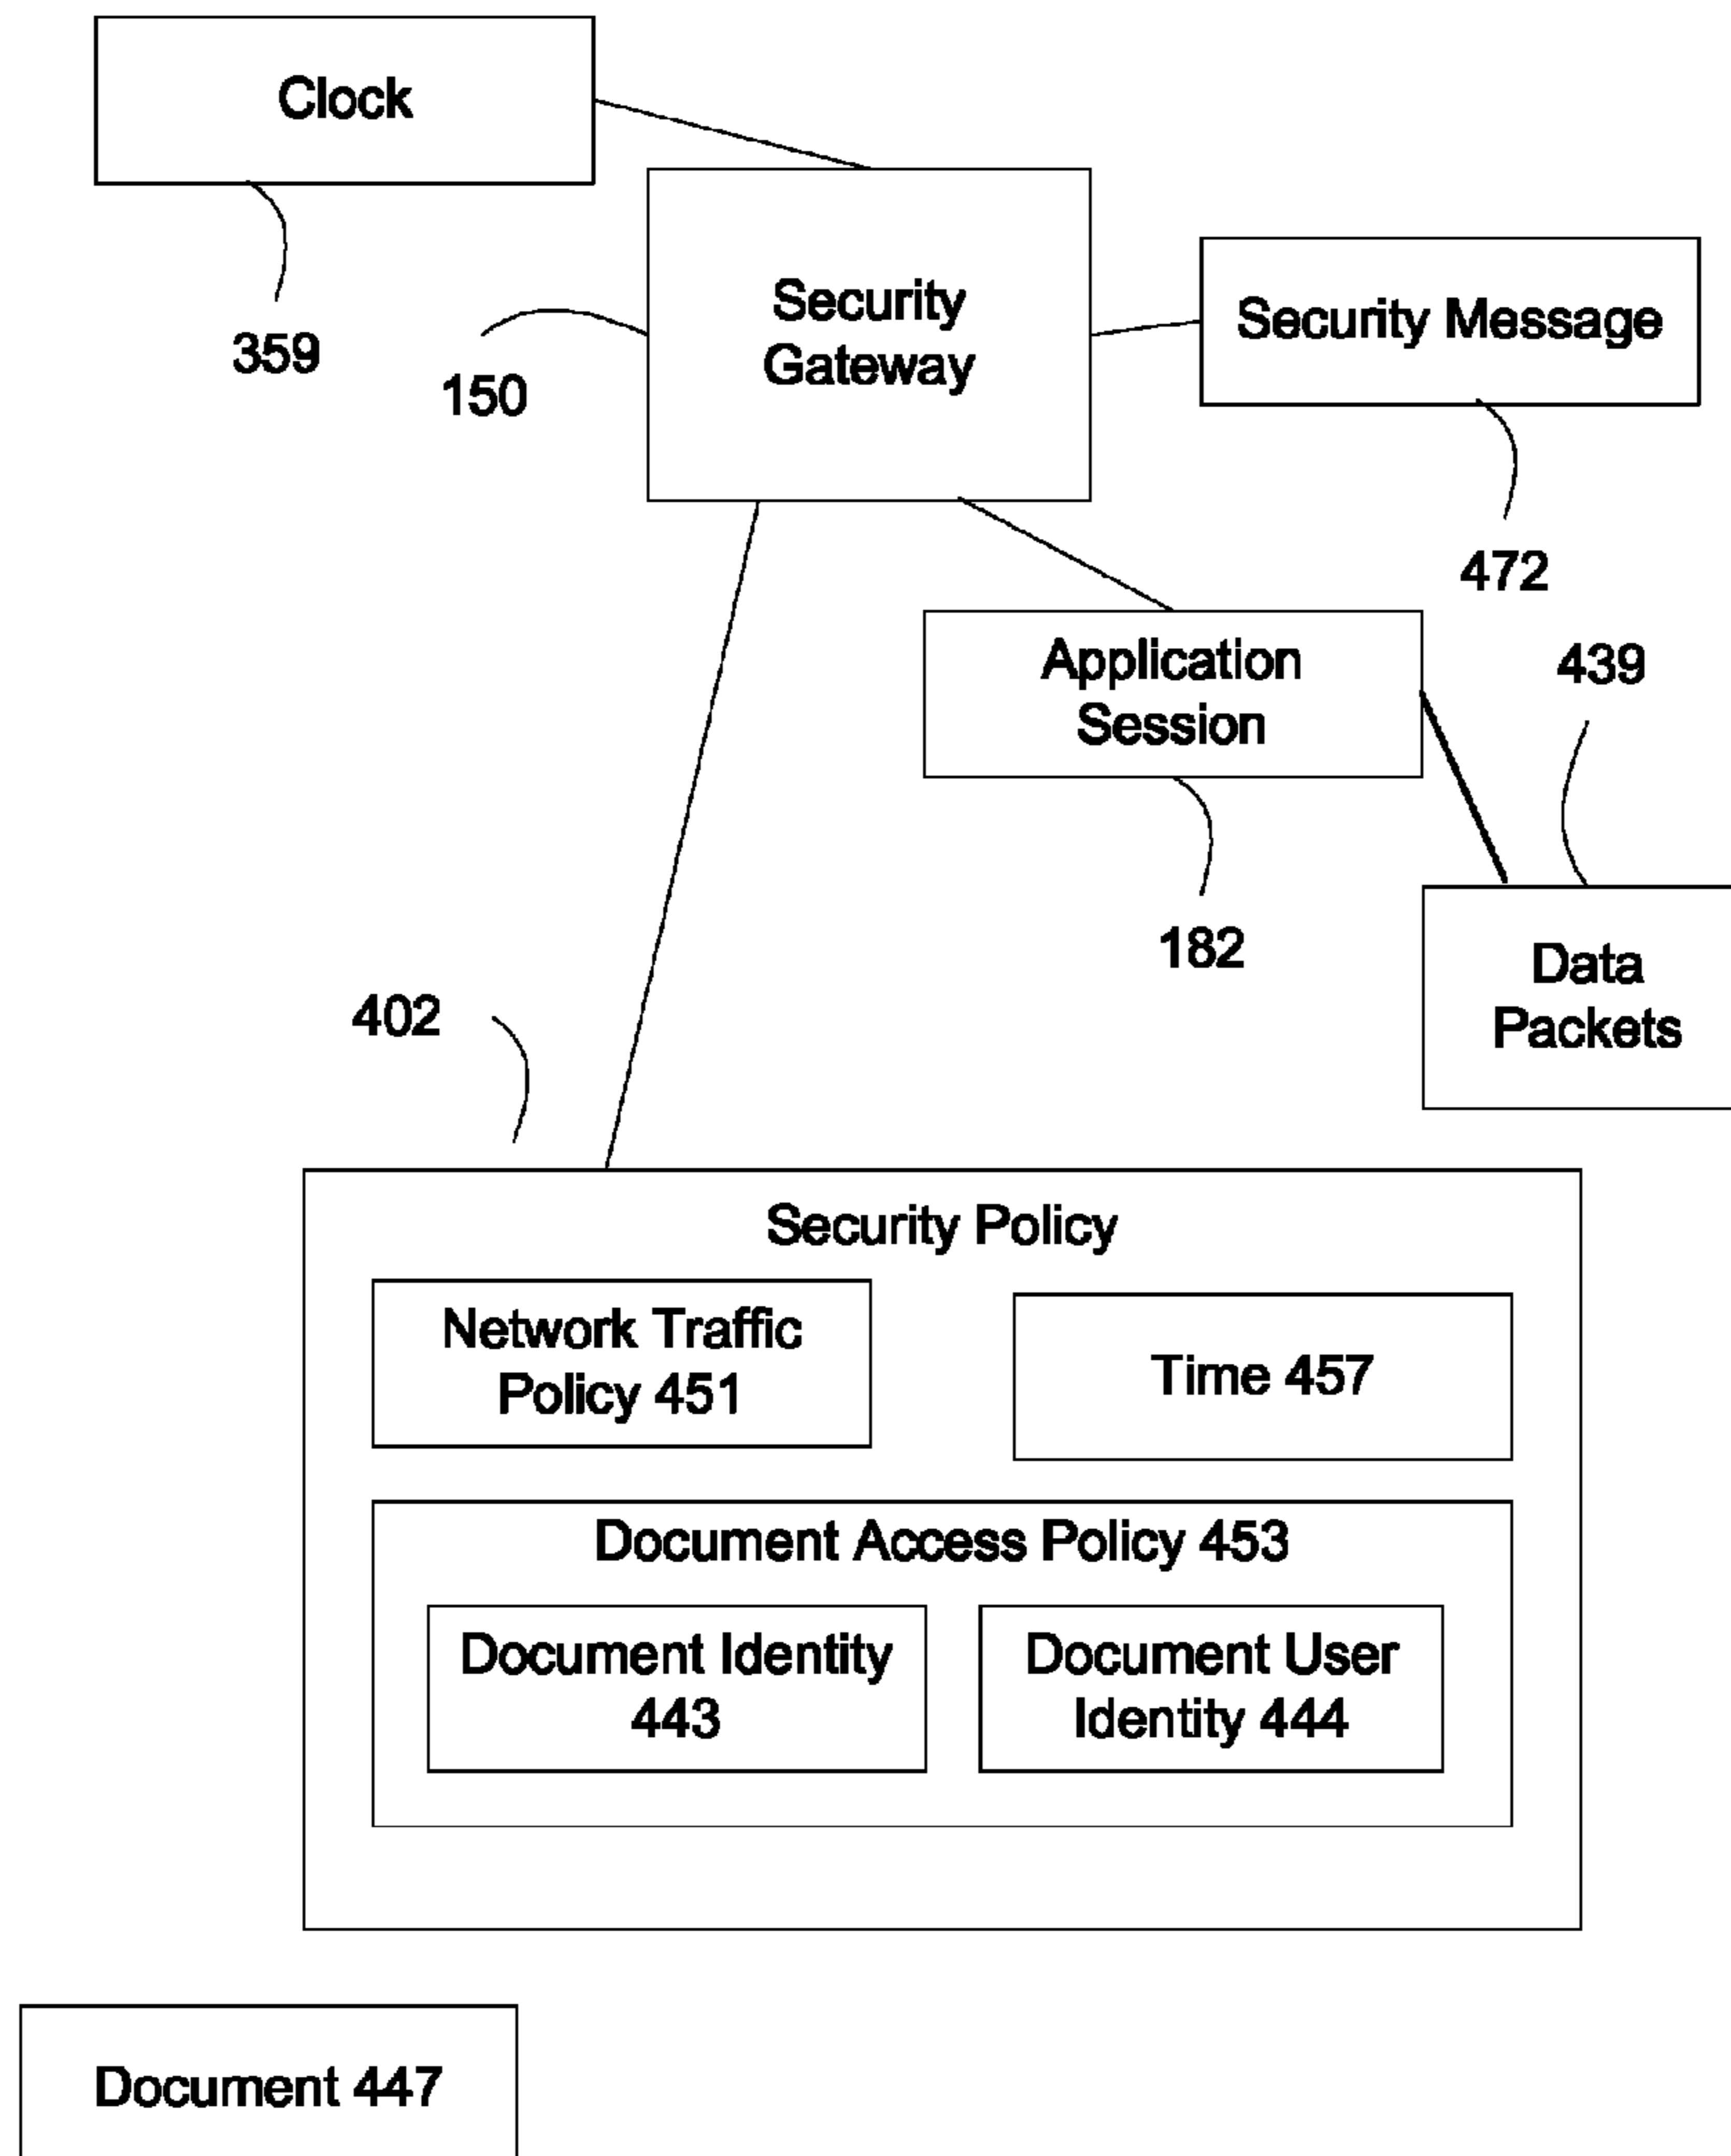 Clock
359
Security
Gateway
150
Security Message
472
Application
Session
182
439
Data
Packets
402
Security Policy
Network Traffic
Policy 451
Time 457
Document Access Policy 453
Document Identity
443
Document User
Identity 444
Document 447